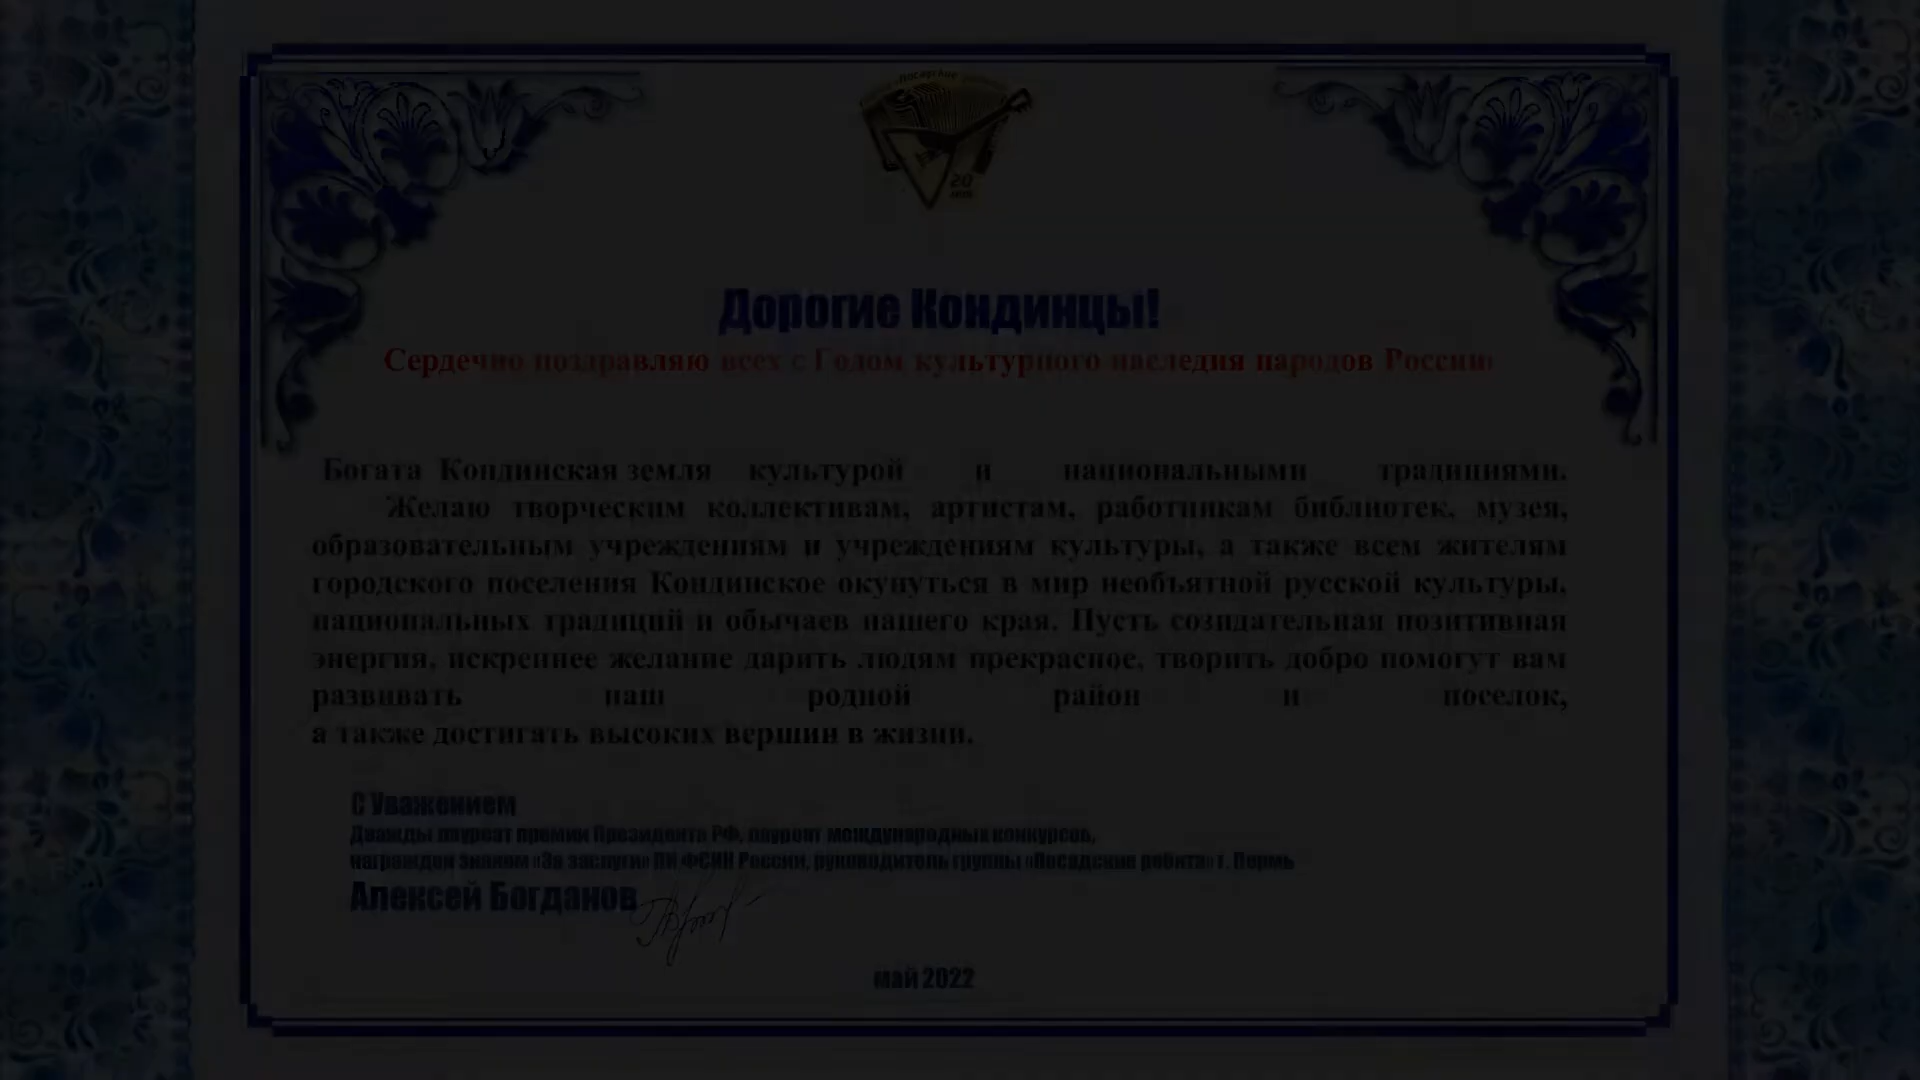 Посадские
20
лет
Дорогие Кондинцы!
Сердечно поздравляю всех с Годом культурного наследия народов России!
Богата Кондинская земля культурой и национальными традициями.
Желаю творческим коллективам, артистам, работникам библиотек, музея,
образовательным учреждениям и учреждениям культуры, а также всем жителям
городского поселения Кондинское окунуться в мир необъятной русской культуры,
национальных традиций и обычаев нашего края. Пусть созидательная позитивная
энергия, искреннее желание дарить людям прекрасное, творить добро помогут вам
развивать наш родной район и поселок,
а также достигать высоких вершин в жизни.
С Уважением
Дважды лауреат премии Президента РФ, лауреат международных конкурсов,
награжден знаком «За заслуги» ПК ФСИН России, руководитель группы «Посадские ребята» г. Пермь
Алексей Богданов
май 2022